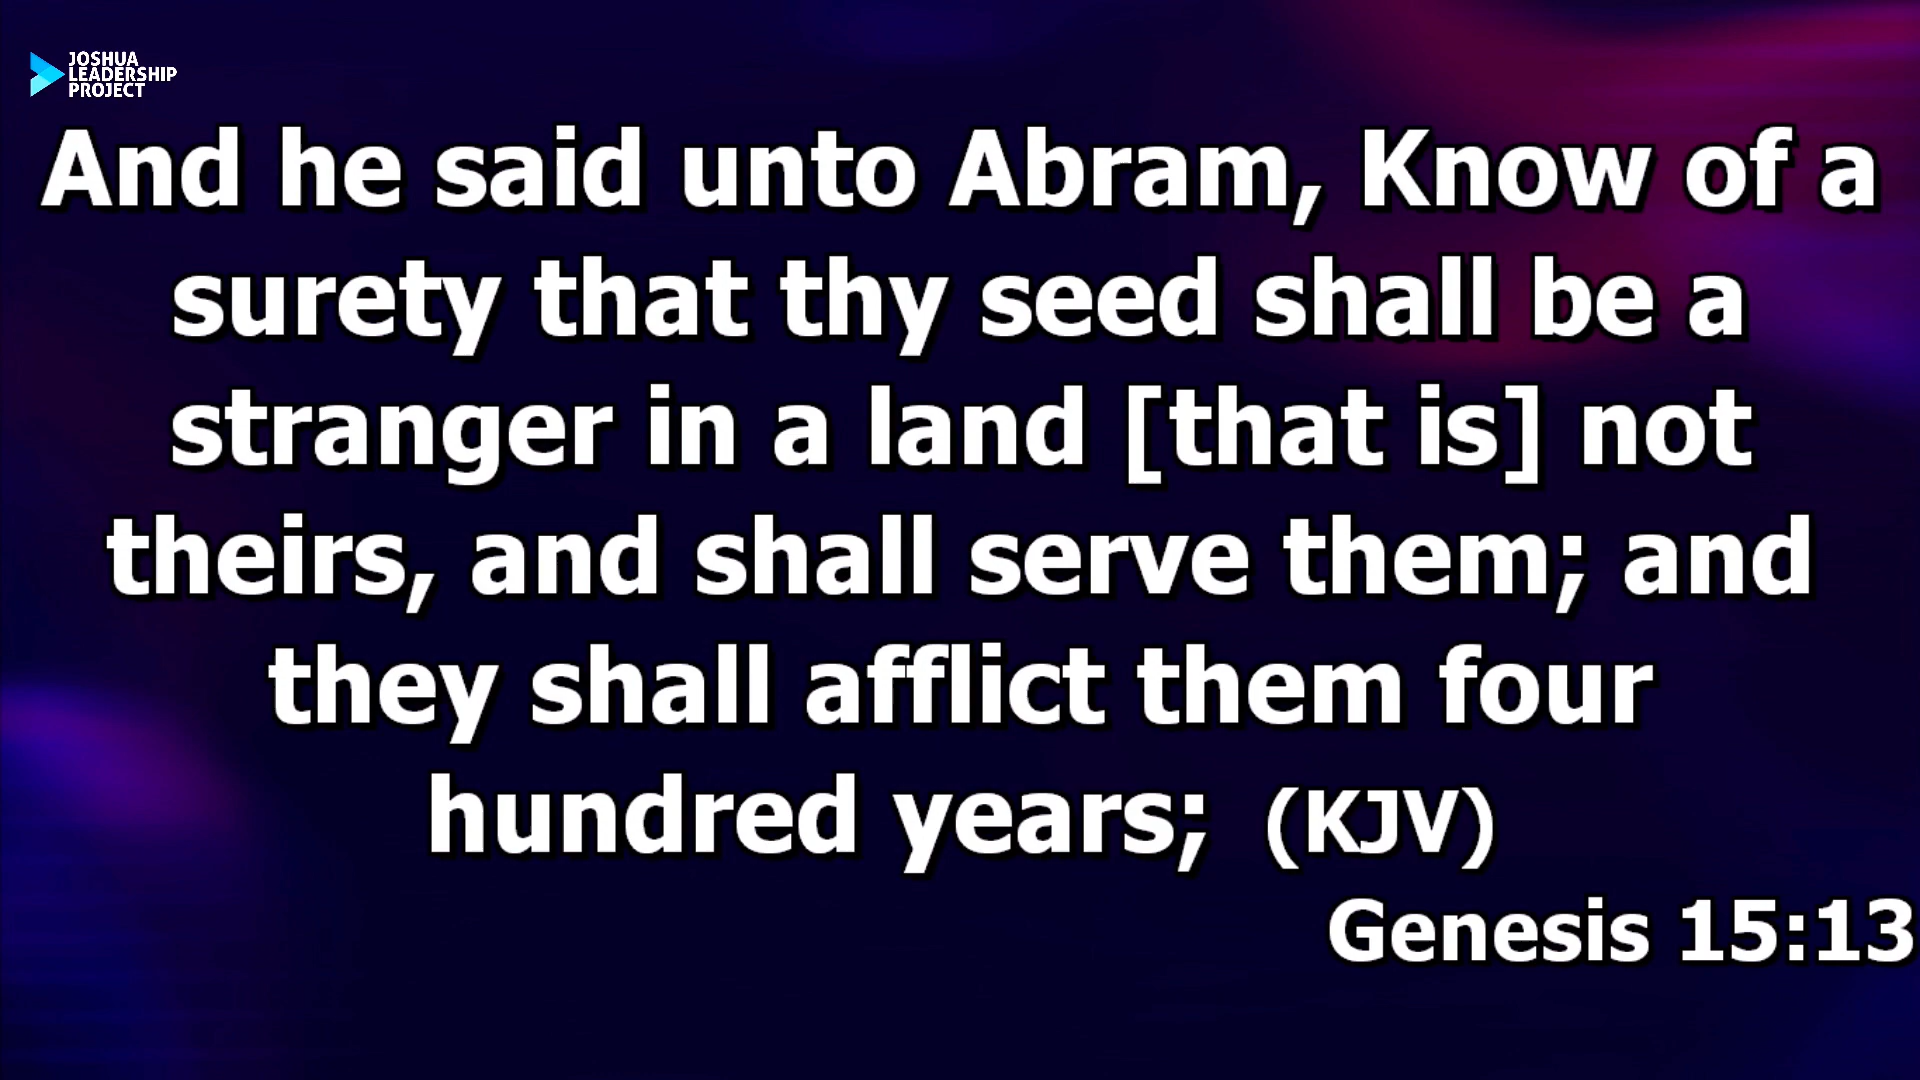 JOSHUA
LEADERSHIP
PROJECT
And he said unto Abram, Know of a
surety that thy seed shall be a
stranger in a land [that is] not
theirs, and shall serve them; and
they shall afflict them four
hundred years; (KJV)
Genesis 15:13